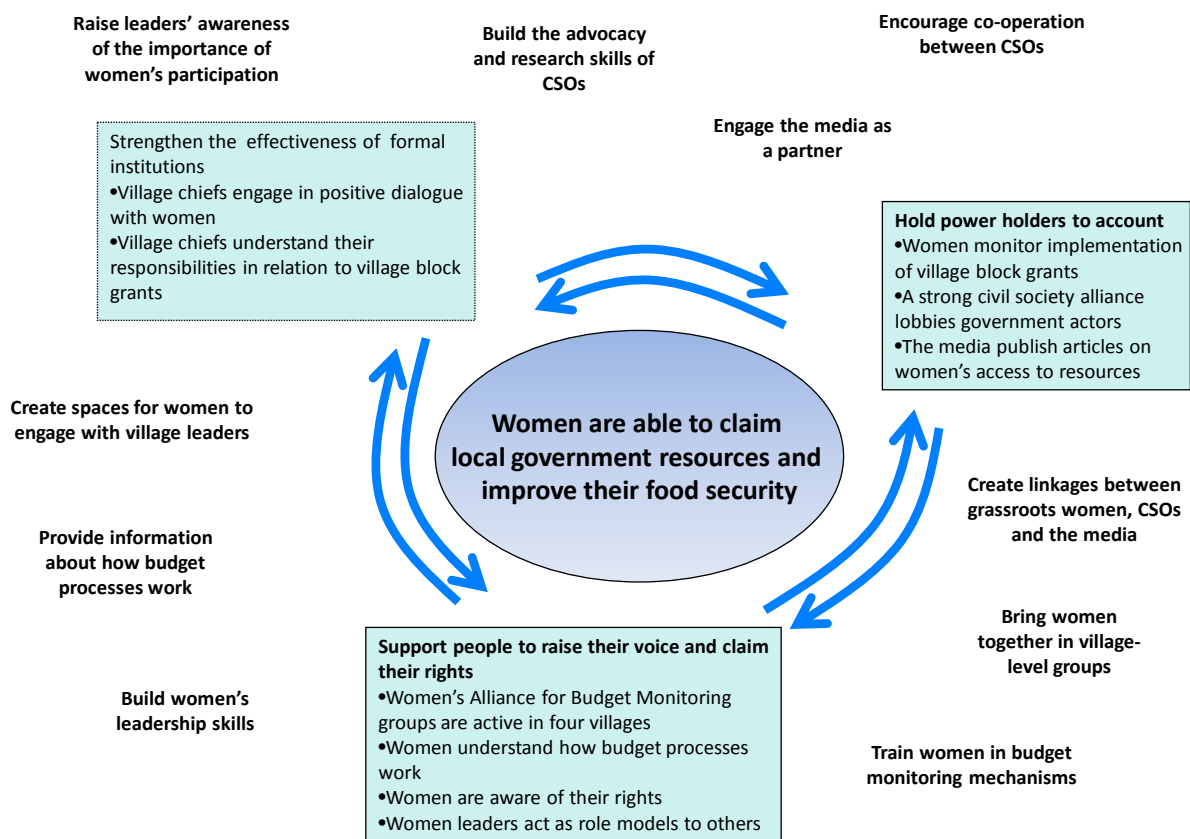 Raise leaders’ awareness
of the importance of
women’s participation
Build the advocacy
and research skills of
CSOs
Encourage co-operation
between CSOs
Engage the media as
a partner
Strengthen the effectiveness of formal
institutions
•Village chiefs engage in positive dialogue
with women
•Village chiefs understand their
responsibilities in relation to village block
grants
Hold power holders to account
•Women monitor implementation
of village block grants
•A strong civil society alliance
lobbies government actors
•The media publish articles on
women’s access to resources
Create spaces for women to
engage with village leaders
Women are able to claim
local government resources and
improve their food security
Create linkages between
grassroots women, CSOs
and the media
Provide information
about how budget
processes work
Bring women
together in village-
level groups
Support people to raise their voice and claim
their rights
•Women’s Alliance for Budget Monitoring
groups are active in four villages
•Women understand how budget processes
work
•Women are aware of their rights
•Women leaders act as role models to others
Build women’s
leadership skills
Train women in budget
monitoring mechanisms